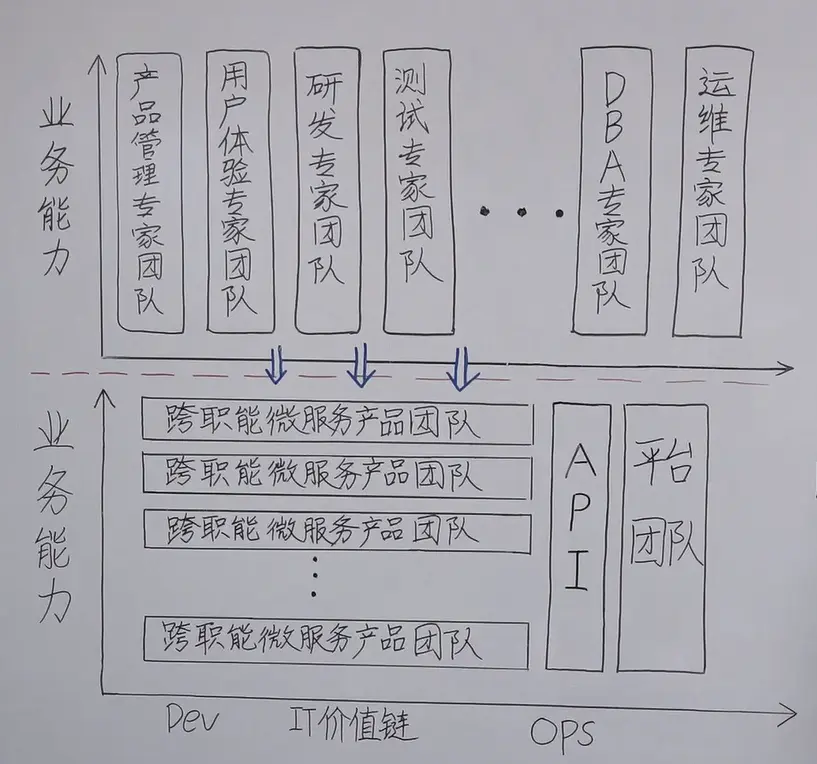 业务能力
产品管理专家团队
用户体验专家团队
研发专家团队
测试专家团队
...
DBA专家团队
运维专家团队
业务能力
跨职能微服务产品团队
跨职能微服务产品团队
跨职能微服务产品团队
...
跨职能微服务产品团队
API
平台
团队
Dev
IT价值链
OPS